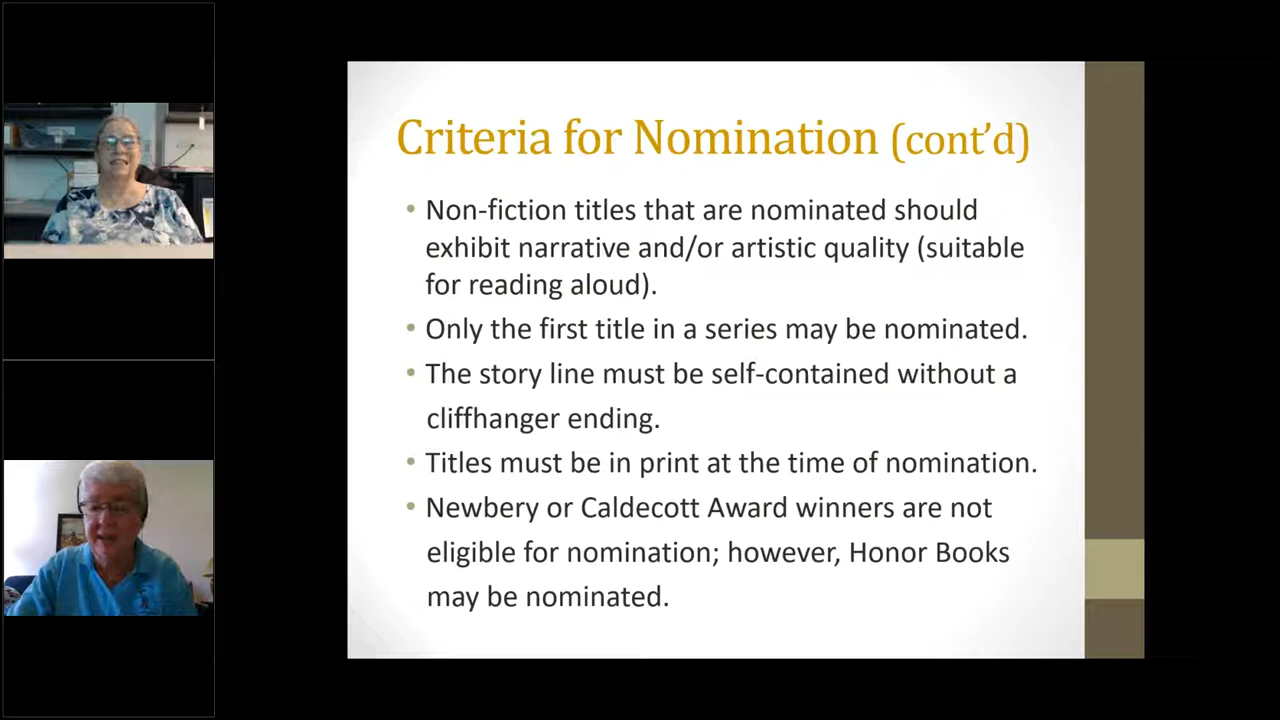 Criteria for Nomination (cont’d)
• Non-fiction titles that are nominated should
exhibit narrative and/or artistic quality (suitable
for reading aloud).
• Only the first title in a series may be nominated.
• The story line must be self-contained without a
cliffhanger ending.
• Titles must be in print at the time of nomination.
• Newbery or Caldecott Award winners are not
eligible for nomination; however, Honor Books
may be nominated.